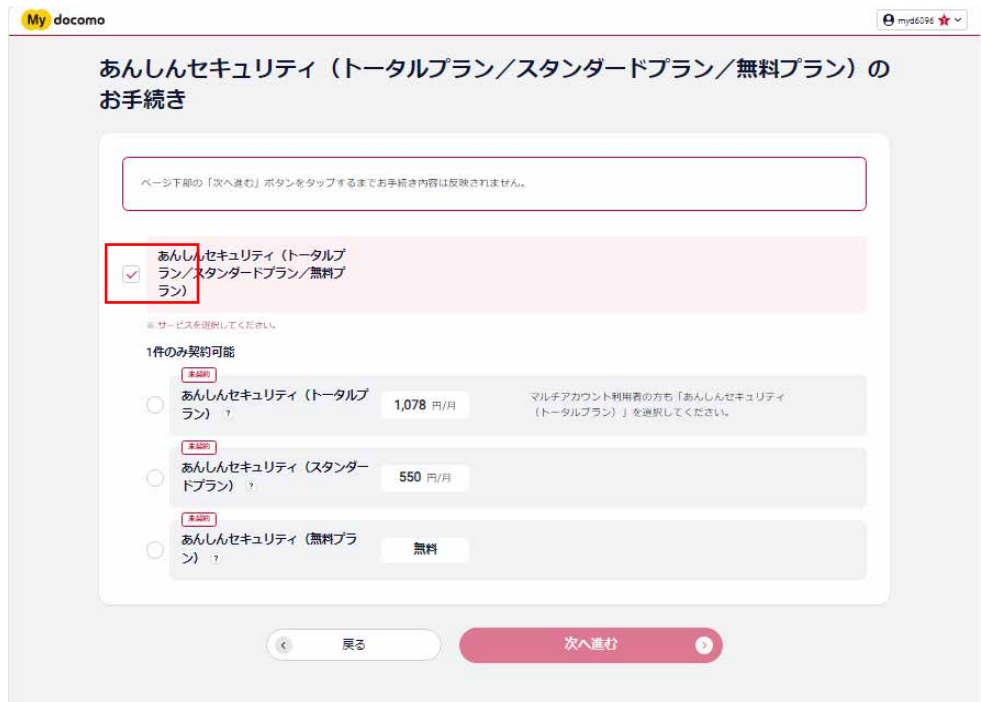 My docomo
myd6096
あんしんセキュリティ（トータルプラン／スタンダードプラン／無料プラン）の
お手続き
ページ下部の「次へ進む」ボタンをタップするまでお手続き内容は反映されません。
あんしんセキュリティ（トータルプ
ラン／スタンダードプラン／無料プ
ラン）
※ サービスを選択してください。
1件のみ契約可能
未契約
あんしんセキュリティ（トータルプ
ラン） ?
1,078 円/月
マルチアカウント利用者の方も「あんしんセキュリティ
（トータルプラン）」を選択してください。
未契約
あんしんセキュリティ（スタンダー
ドプラン） ?
550 円/月
未契約
あんしんセキュリティ（無料プラ
ン） ?
無料
戻る
次へ進む